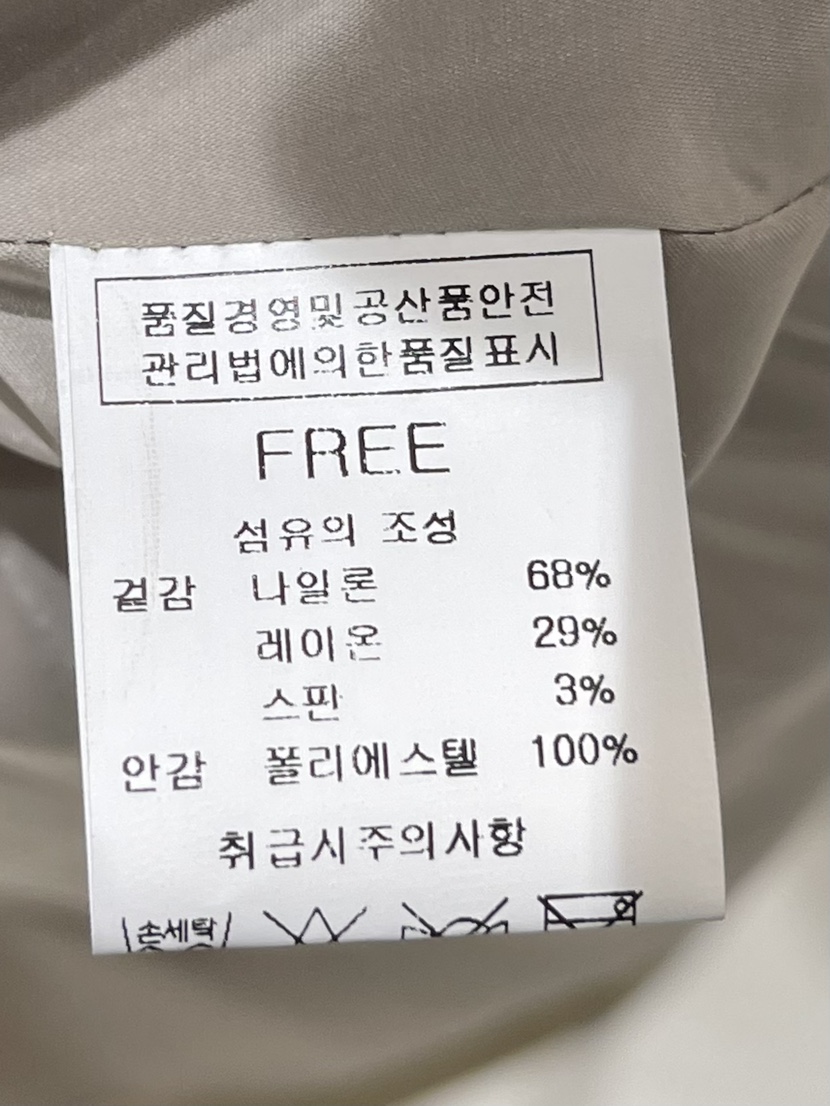 품질경영및공산품안전
관리법에의한품질표시
FREE
섬유의 조성
겉감 나일론 68%
레이온 29%
스판 3%
안감 폴리에스텔 100%
취급시주의사항
손세탁